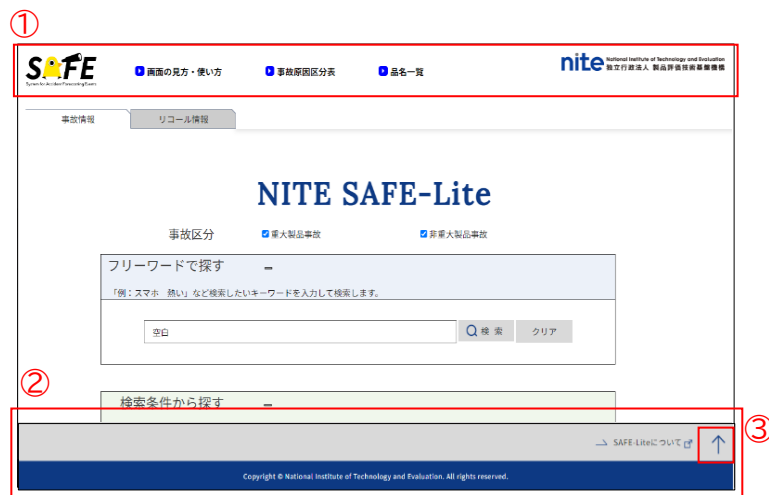 ①
SAFE
System for Accident Forecasting Event
画面の見方・使い方
事故原因区分表
品名一覧
nite National Institute of Technology and Evaluation
独立行政法人 製品評価技術基盤機構
事故情報
リコール情報
NITE SAFE-Lite
事故区分
重大製品事故
非重大製品事故
フリーワードで探す －
「例：スマホ 熱い」など検索したいキーワードを入力して検索します。
空白
検 索
クリア
②
検索条件から探す －
③
SAFE-Liteについて
Copyright © National Institute of Technology and Evaluation. All rights reserved.